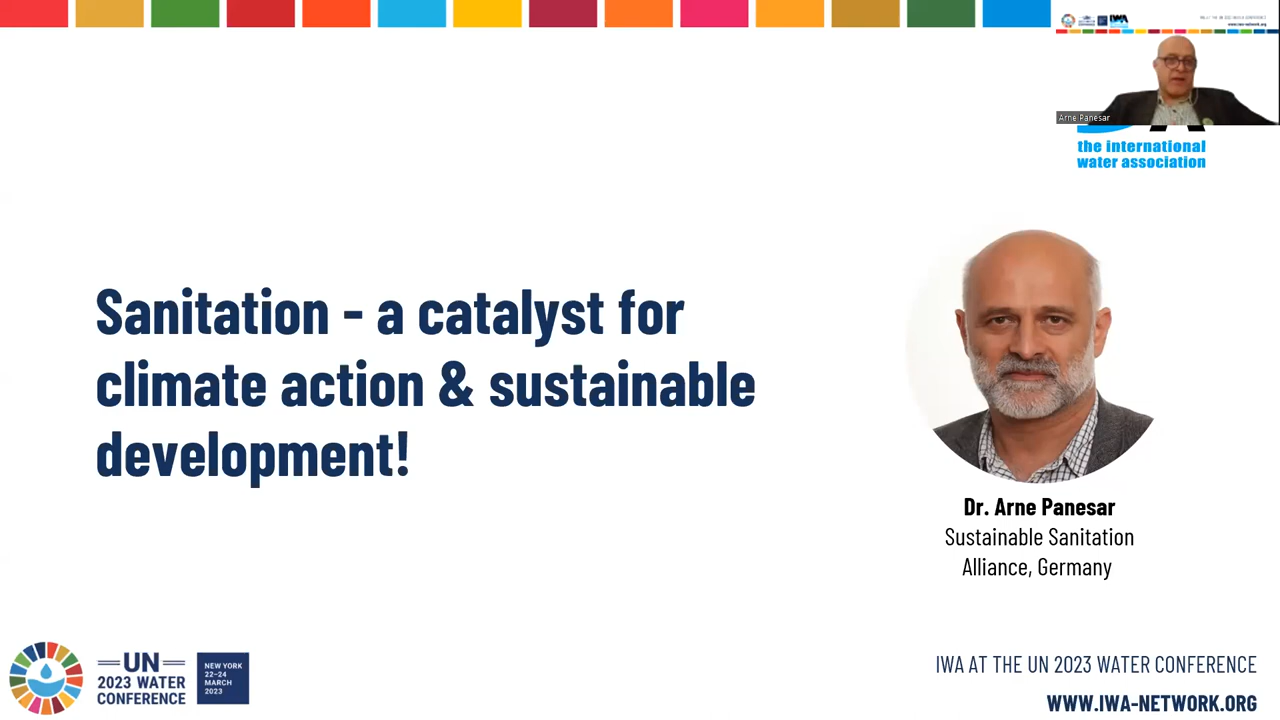 Arne Panesar
the international
water association
Sanitation - a catalyst for
climate action & sustainable
development!
Dr. Arne Panesar
Sustainable Sanitation
Alliance, Germany
UN
2023 WATER
CONFERENCE
NEW YORK
22-24
MARCH
2023
IWA AT THE UN 2023 WATER CONFERENCE
WWW.IWA-NETWORK.ORG